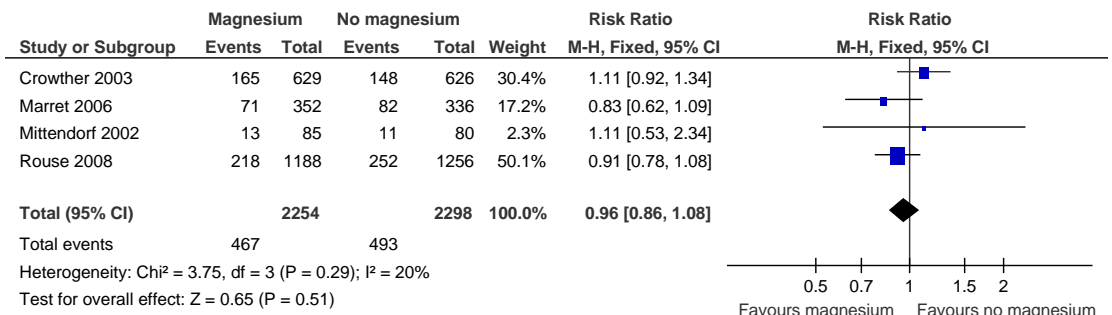 Magnesium No magnesium Risk Ratio Risk Ratio
Study or Subgroup Events Total Events Total Weight M-H, Fixed, 95% CI M-H, Fixed, 95% CI
Crowther 2003 165 629 148 626 30.4% 1.11 [0.92, 1.34]
Marret 2006 71 352 82 336 17.2% 0.83 [0.62, 1.09]
Mittendorf 2002 13 85 11 80 2.3% 1.11 [0.53, 2.34]
Rouse 2008 218 1188 252 1256 50.1% 0.91 [0.78, 1.08]
Total (95% CI) 2254 2298 100.0% 0.96 [0.86, 1.08]
Total events 467 493
Heterogeneity: Chi² = 3.75, df = 3 (P = 0.29); I² = 20%
Test for overall effect: Z = 0.65 (P = 0.51)
0.5 0.7 1 1.5 2
Favours magnesium Favours no magnesium